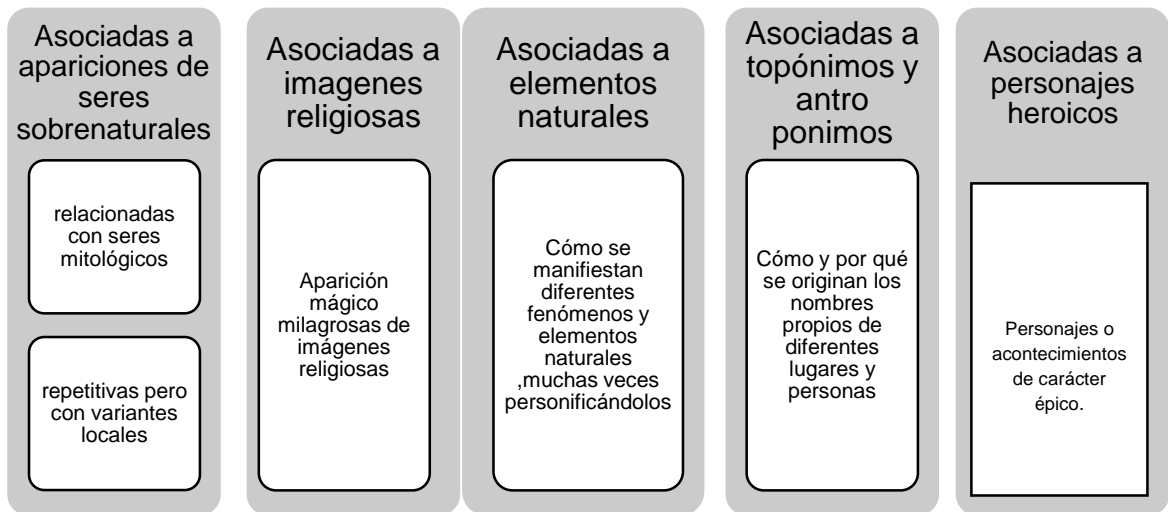 Asociadas a
apariciones de
seres
sobrenaturales
relacionadas
con seres
mitológicos
repetitivas pero
con variantes
locales
Asociadas a
imagenes
religiosas
Aparición
mágico
milagrosas de
imágenes
religiosas
Asociadas a
elementos
naturales
Cómo se
manifiestan
diferentes
fenómenos y
elementos
naturales
,muchas veces
personificándolos
Asociadas a
topónimos y
antro
ponimos
Cómo y por qué
se originan los
nombres
propios de
diferentes
lugares y
personas
Asociadas a
personajes
heroicos
Personajes o
acontecimientos
de carácter
épico.